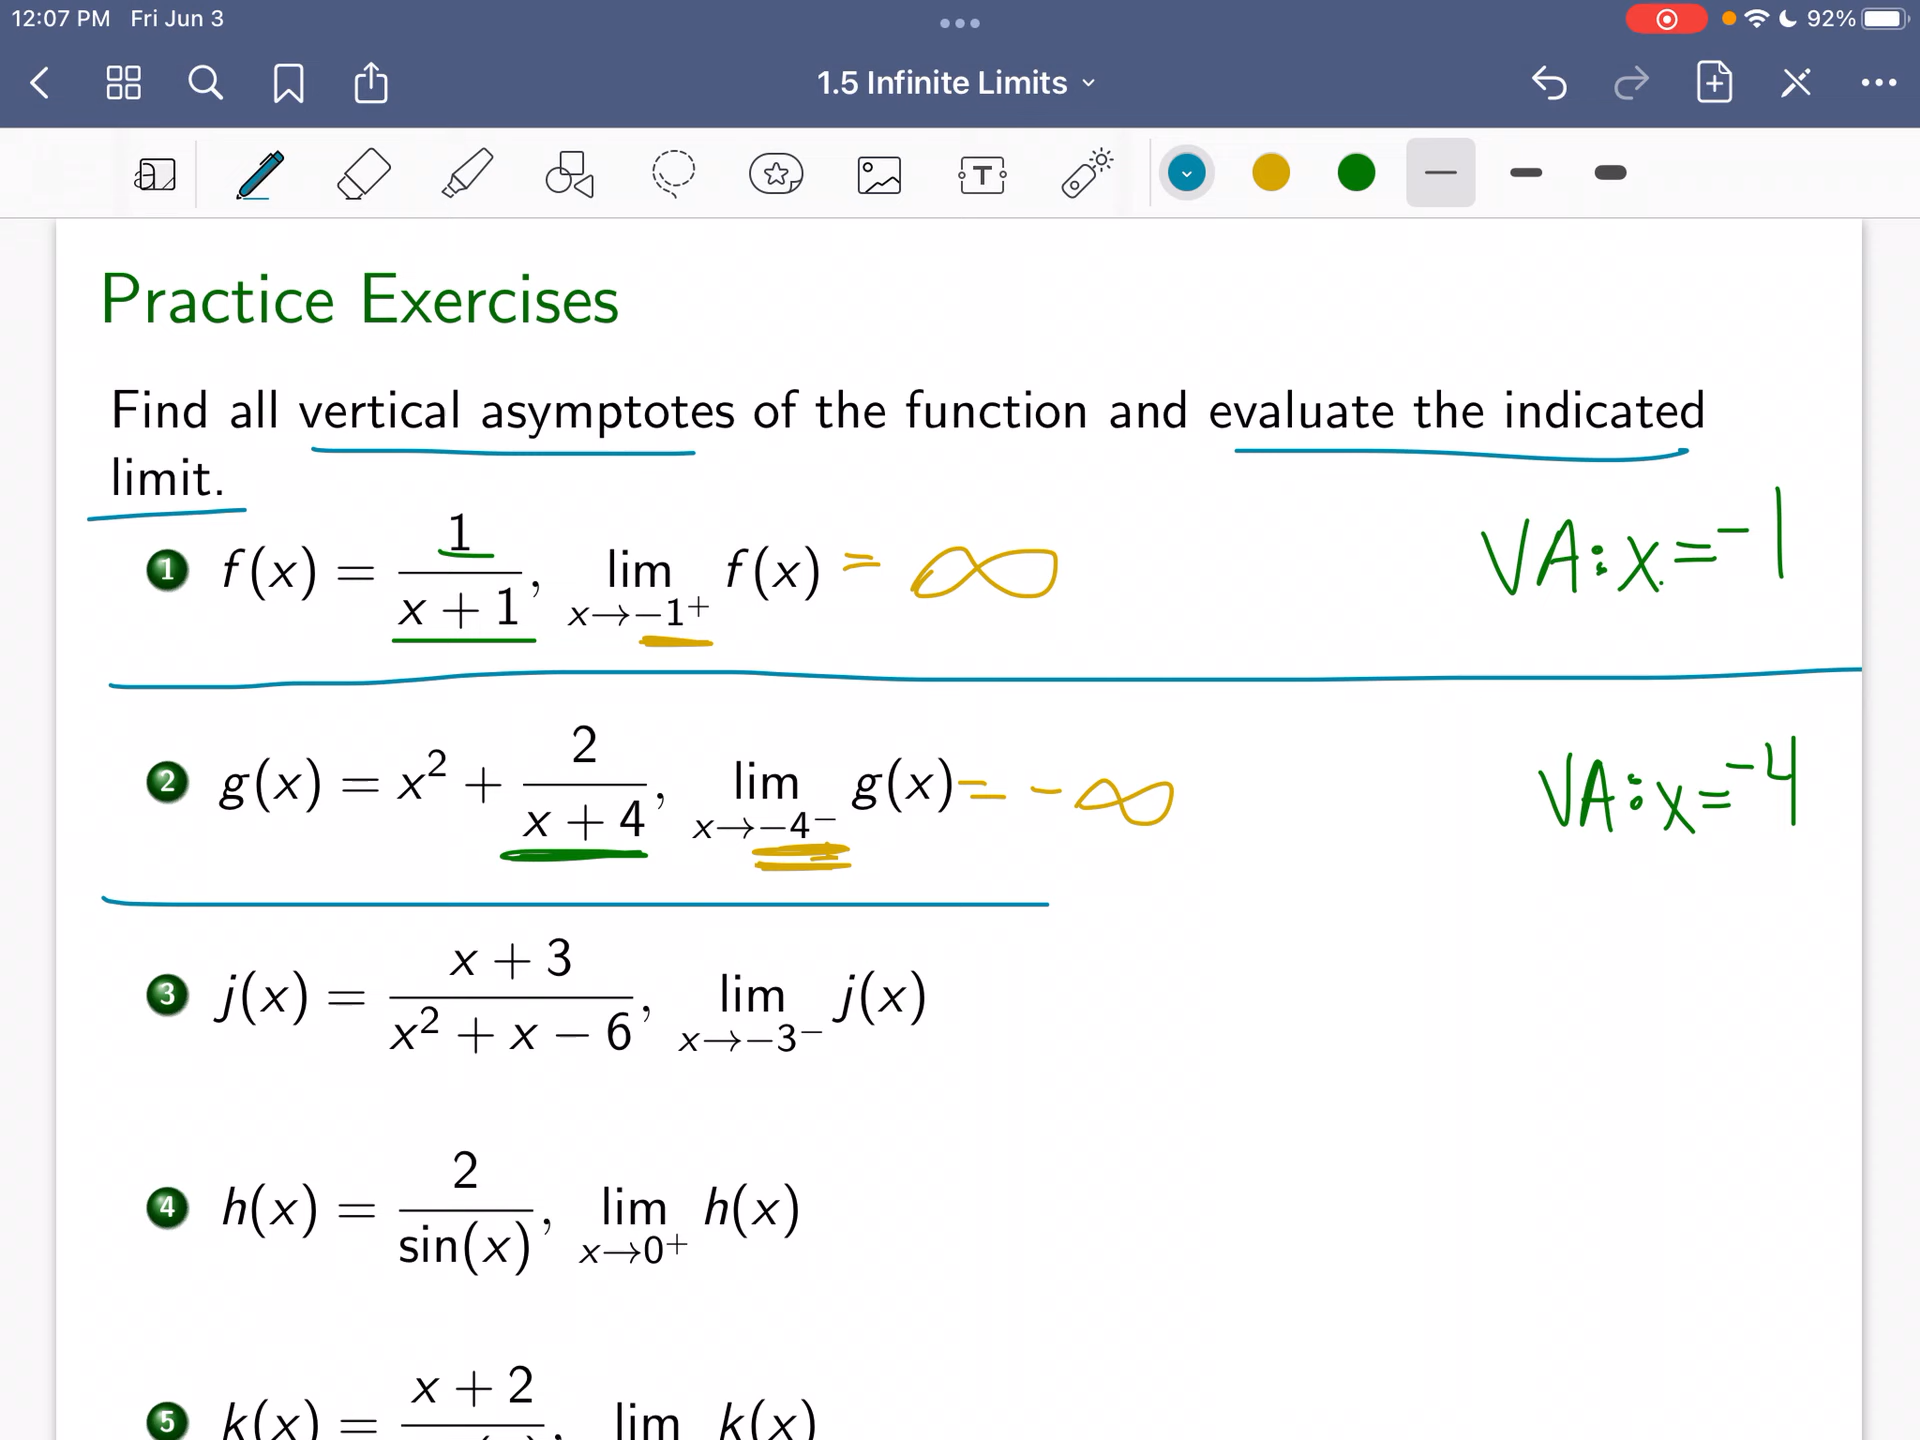 12:07 PM Fri Jun 3 92%
1.5 Infinite Limits
Practice Exercises
Find all vertical asymptotes of the function and evaluate the indicated
limit.
1 f(x) = 1/(x + 1), lim x→−1⁺ f(x) = ∞ VA: x = -1
2 g(x) = x² + 2/(x + 4), lim x→−4⁻ g(x) = -∞ VA: x = -4
3 j(x) = (x + 3)/(x² + x − 6), lim x→−3⁻ j(x)
4 h(x) = 2/sin(x), lim x→0⁺ h(x)
5 k(x) = x + 2, lim k(x)